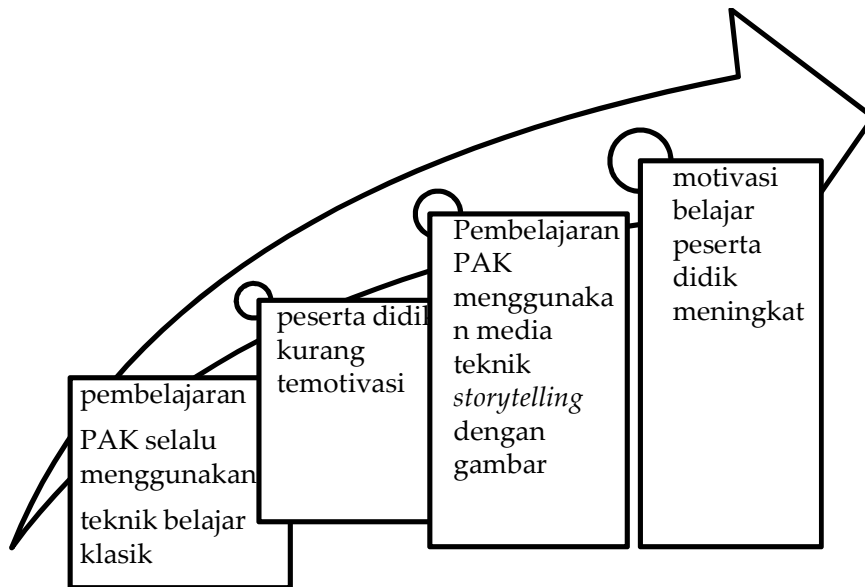 pembelajaran
PAK selalu
menggunakan
teknik belajar
klasik
peserta didik
kurang
temotivasi
Pembelajaran
PAK
menggunaka
n media
teknik
storytelling
dengan
gambar
motivasi
belajar
peserta
didik
meningkat